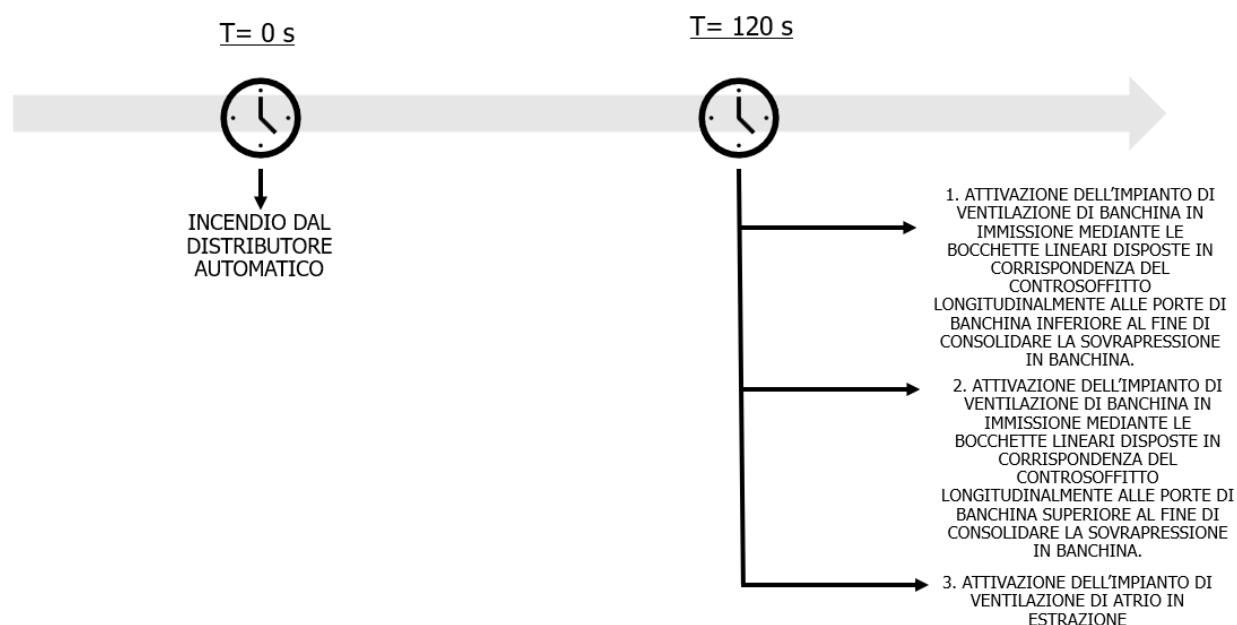 T= 0 s
T= 120 s
INCENDIO DAL
DISTRIBUTORE
AUTOMATICO
1. ATTIVAZIONE DELL'IMPIANTO DI
VENTILAZIONE DI BANCHINA IN
IMMISSIONE MEDIANTE LE
BOCCHETTE LINEARI DISPOSTE IN
CORRISPONDENZA DEL
CONTROSOFFITTO
LONGITUDINALMENTE ALLE PORTE DI
BANCHINA INFERIORE AL FINE DI
CONSOLIDARE LA SOVRAPRESSIONE
IN BANCHINA.
2. ATTIVAZIONE DELL'IMPIANTO DI
VENTILAZIONE DI BANCHINA IN
IMMISSIONE MEDIANTE LE
BOCCHETTE LINEARI DISPOSTE IN
CORRISPONDENZA DEL
CONTROSOFFITTO
LONGITUDINALMENTE ALLE PORTE DI
BANCHINA SUPERIORE AL FINE DI
CONSOLIDARE LA SOVRAPRESSIONE
IN BANCHINA.
3. ATTIVAZIONE DELL'IMPIANTO DI
VENTILAZIONE DI ATRIO IN
ESTRAZIONE